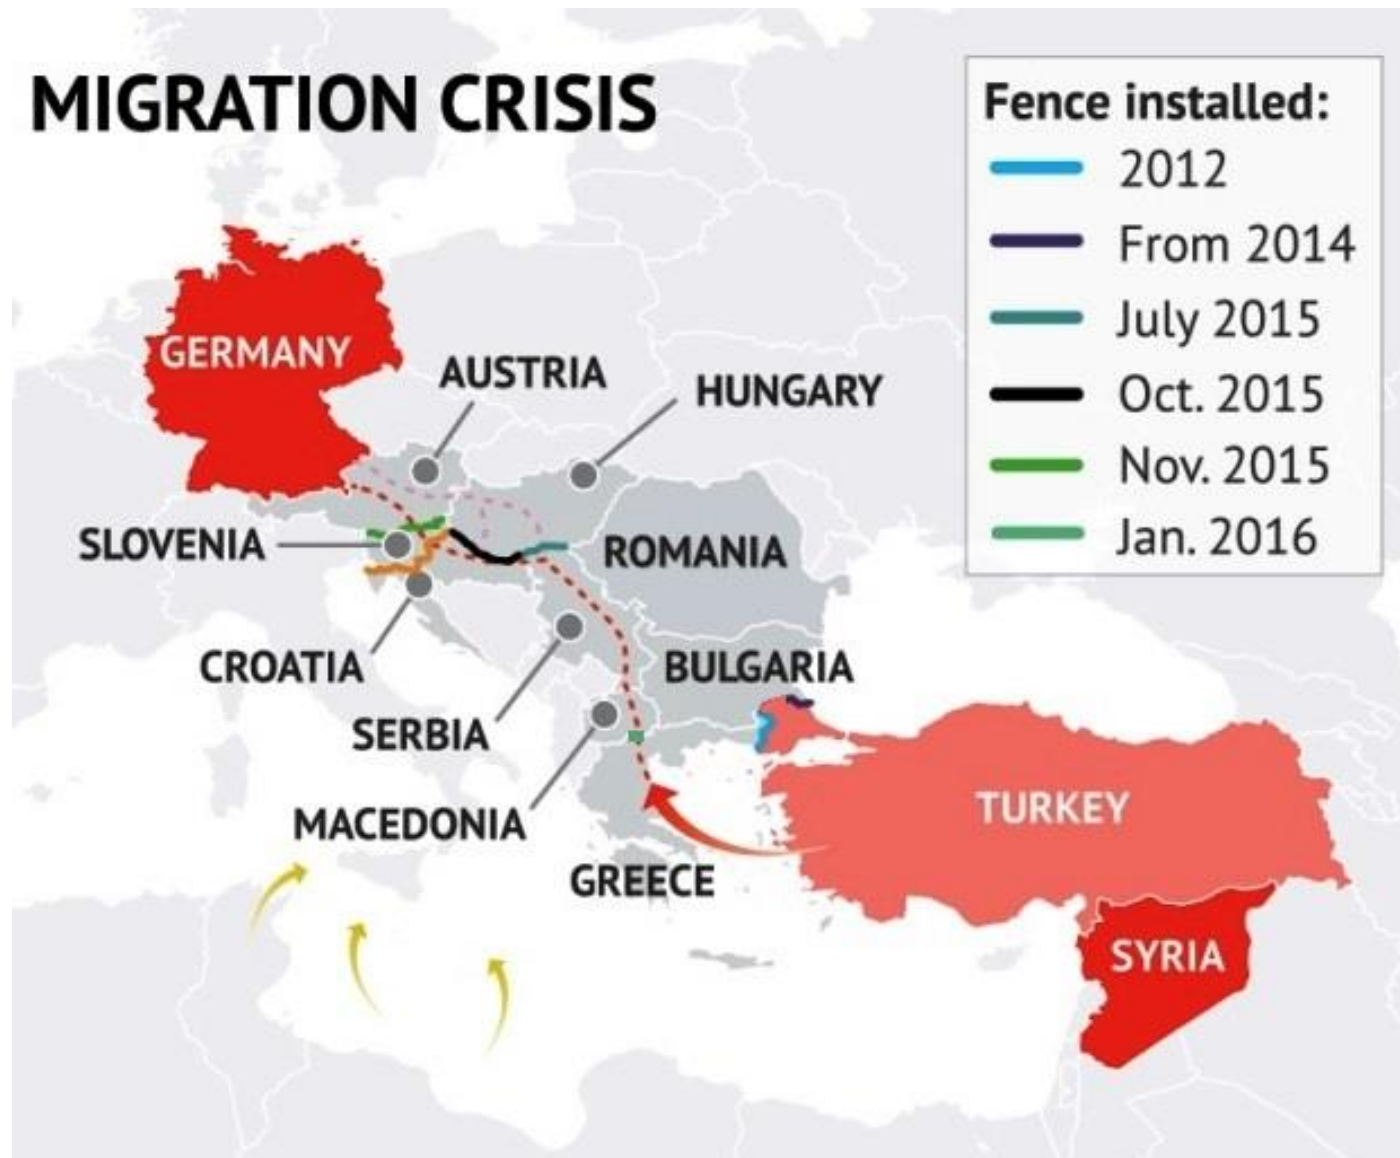 MIGRATION CRISIS
Fence installed:
2012
From 2014
July 2015
Oct. 2015
Nov. 2015
Jan. 2016
GERMANY
AUSTRIA
HUNGARY
SLOVENIA
ROMANIA
CROATIA
BULGARIA
SERBIA
MACEDONIA
TURKEY
GREECE
SYRIA